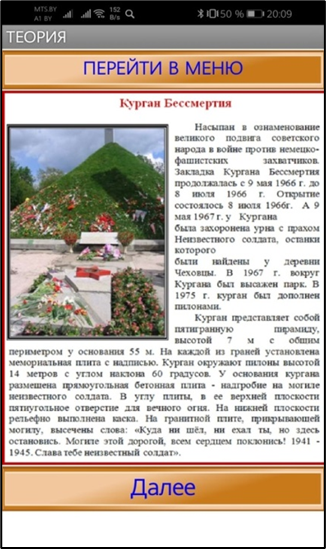 MTS.BY
A1 BY
152
B/s
50 %
20:09
ТЕОРИЯ
ПЕРЕЙТИ В МЕНЮ
Курган Бессмертия
Насыпан в ознаменование
великого подвига советского
народа в войне против немецко-
фашистских захватчиков.
Закладка Кургана Бессмертия
продолжалась с 9 мая 1966 г. до
8 июля 1966 г. Открытие
состоялось 8 июля 1966г. А 9
мая 1967 г. у Кургана
была захоронена урна с прахом
Неизвестного солдата, останки
которого
были найдены у деревни
Чеховцы. В 1967 г. вокруг
Кургана был высажен парк. В
1975 г. курган был дополнен
пилонами.
Курган представляет собой
пятигранную пирамиду,
высотой 7 м с общим
периметром у основания 55 м. На каждой из граней установлена
мемориальная плита с надписью. Курган окружают пилоны высотой
14 метров с углом наклона 60 градусов. У основания кургана
размещена прямоугольная бетонная плита - надгробие на могиле
неизвестного солдата. В углу плиты, в ее верхней плоскости
пятиугольное отверстие для вечного огня. На нижней плоскости
рельефно выполнена каска. На гранитной плите, прикрывающей
могилу, высечены слова: «Куда ни шёл, ни ехал ты, но здесь
остановись. Могиле этой дорогой, всем сердцем поклонись! 1941 -
1945. Слава тебе неизвестный солдат».
Далее